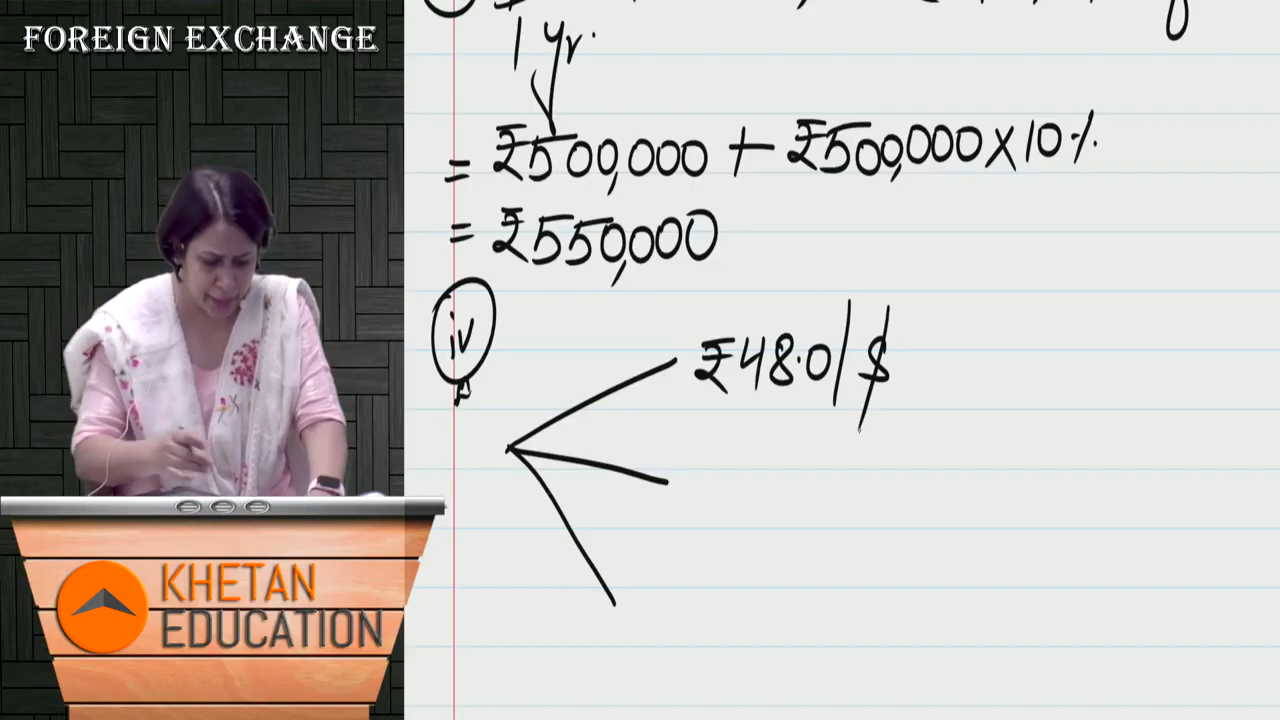 FOREIGN EXCHANGE
1 yr.
= ₹500,000 + ₹500,000 × 10%
= ₹550,000
iv
₹48.0/$
KHETAN
EDUCATION